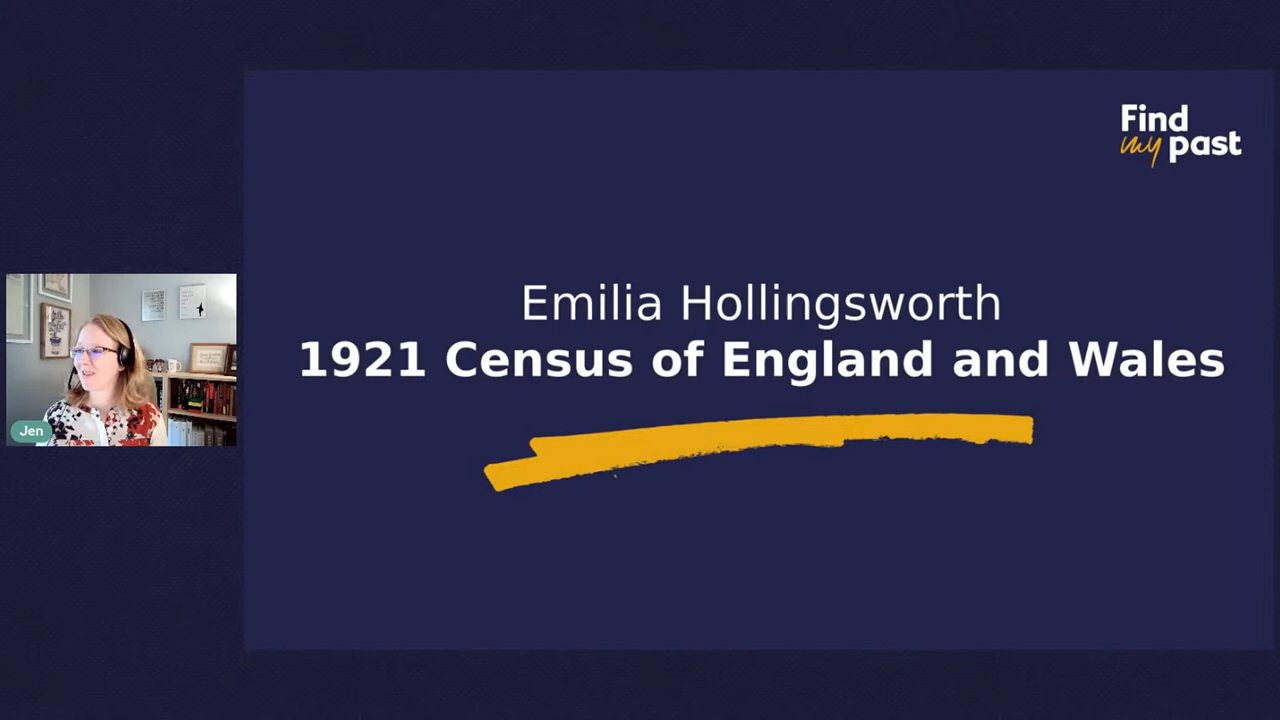 Find
my past
Emilia Hollingsworth
1921 Census of England and Wales
Jen